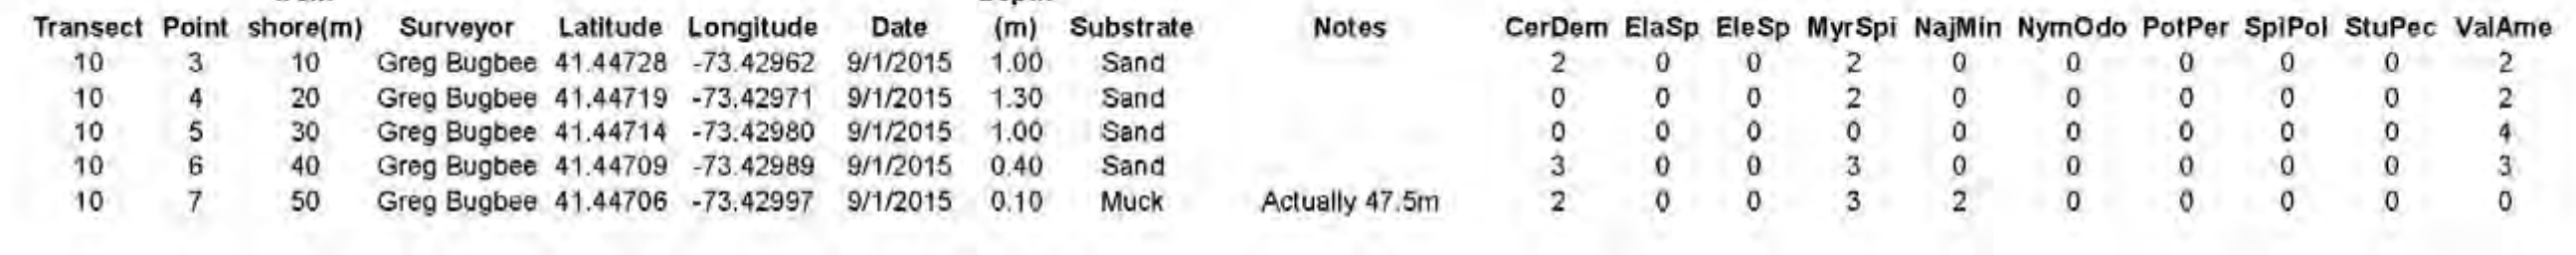 Transect Point shore(m) Surveyor Latitude Longitude Date (m) Substrate Notes CerDem ElaSp EleSp MyrSpi NajMin NymOdo PotPer SpiPol StuPec ValAme
10 3 10 Greg Bugbee 41.44728 -73.42962 9/1/2015 1.00 Sand 2 0 0 2 0 0 0 0 0 2
10 4 20 Greg Bugbee 41.44719 -73.42971 9/1/2015 1.30 Sand 0 0 0 2 0 0 0 0 0 2
10 5 30 Greg Bugbee 41.44714 -73.42980 9/1/2015 1.00 Sand 0 0 0 0 0 0 0 0 0 4
10 6 40 Greg Bugbee 41.44709 -73.42989 9/1/2015 0.40 Sand 3 0 0 3 0 0 0 0 0 3
10 7 50 Greg Bugbee 41.44706 -73.42997 9/1/2015 0.10 Muck Actually 47.5m 2 0 0 3 2 0 0 0 0 0